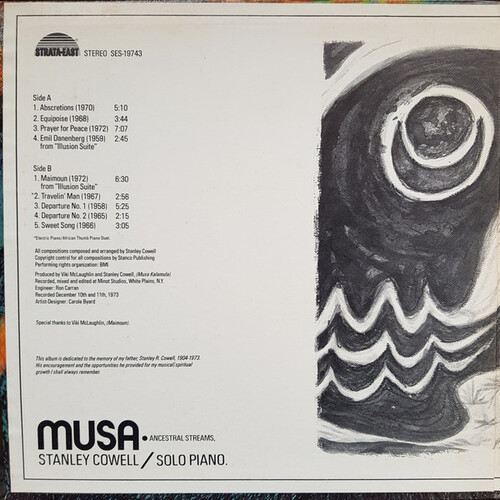 STRATA-EAST STEREO SES-19743
Side A
1. Abscretions (1970) 5:10
2. Equipoise (1968) 3:44
3. Prayer for Peace (1972) 7:07
4. Emil Danenberg (1959) 2:45
from "Illusion Suite"
Side B
1. Maimoun (1972) 6:30
from "Illusion Suite"
*2. Travelin' Man (1967) 2:56
3. Departure No. 1 (1958) 5:25
4. Departure No. 2 (1965) 2:15
5. Sweet Song (1966) 3:05
*Electric Piano/African Thumb Piano Duet.
All compositions composed and arranged by Stanley Cowell
Copyright control for all compositions by Stanco Publishing
Performing rights organization: BMI
Produced by Viki McLaughlin and Stanley Cowell, (Musa Kalamula)
Recorded, mixed and edited at Minot Studios, White Plains, N.Y.
Engineer: Ron Carran
Recorded December 10th and 11th, 1973
Artist-Designer: Carole Byard
Special thanks to Viki McLaughlin, (Maimoun)
This album is dedicated to the memory of my father, Stanley R. Cowell, 1904-1973.
His encouragement and the opportunities he provided for my musical/spiritual
growth I shall always remember.
MUSA • ANCESTRAL STREAMS.
STANLEY COWELL / SOLO PIANO.